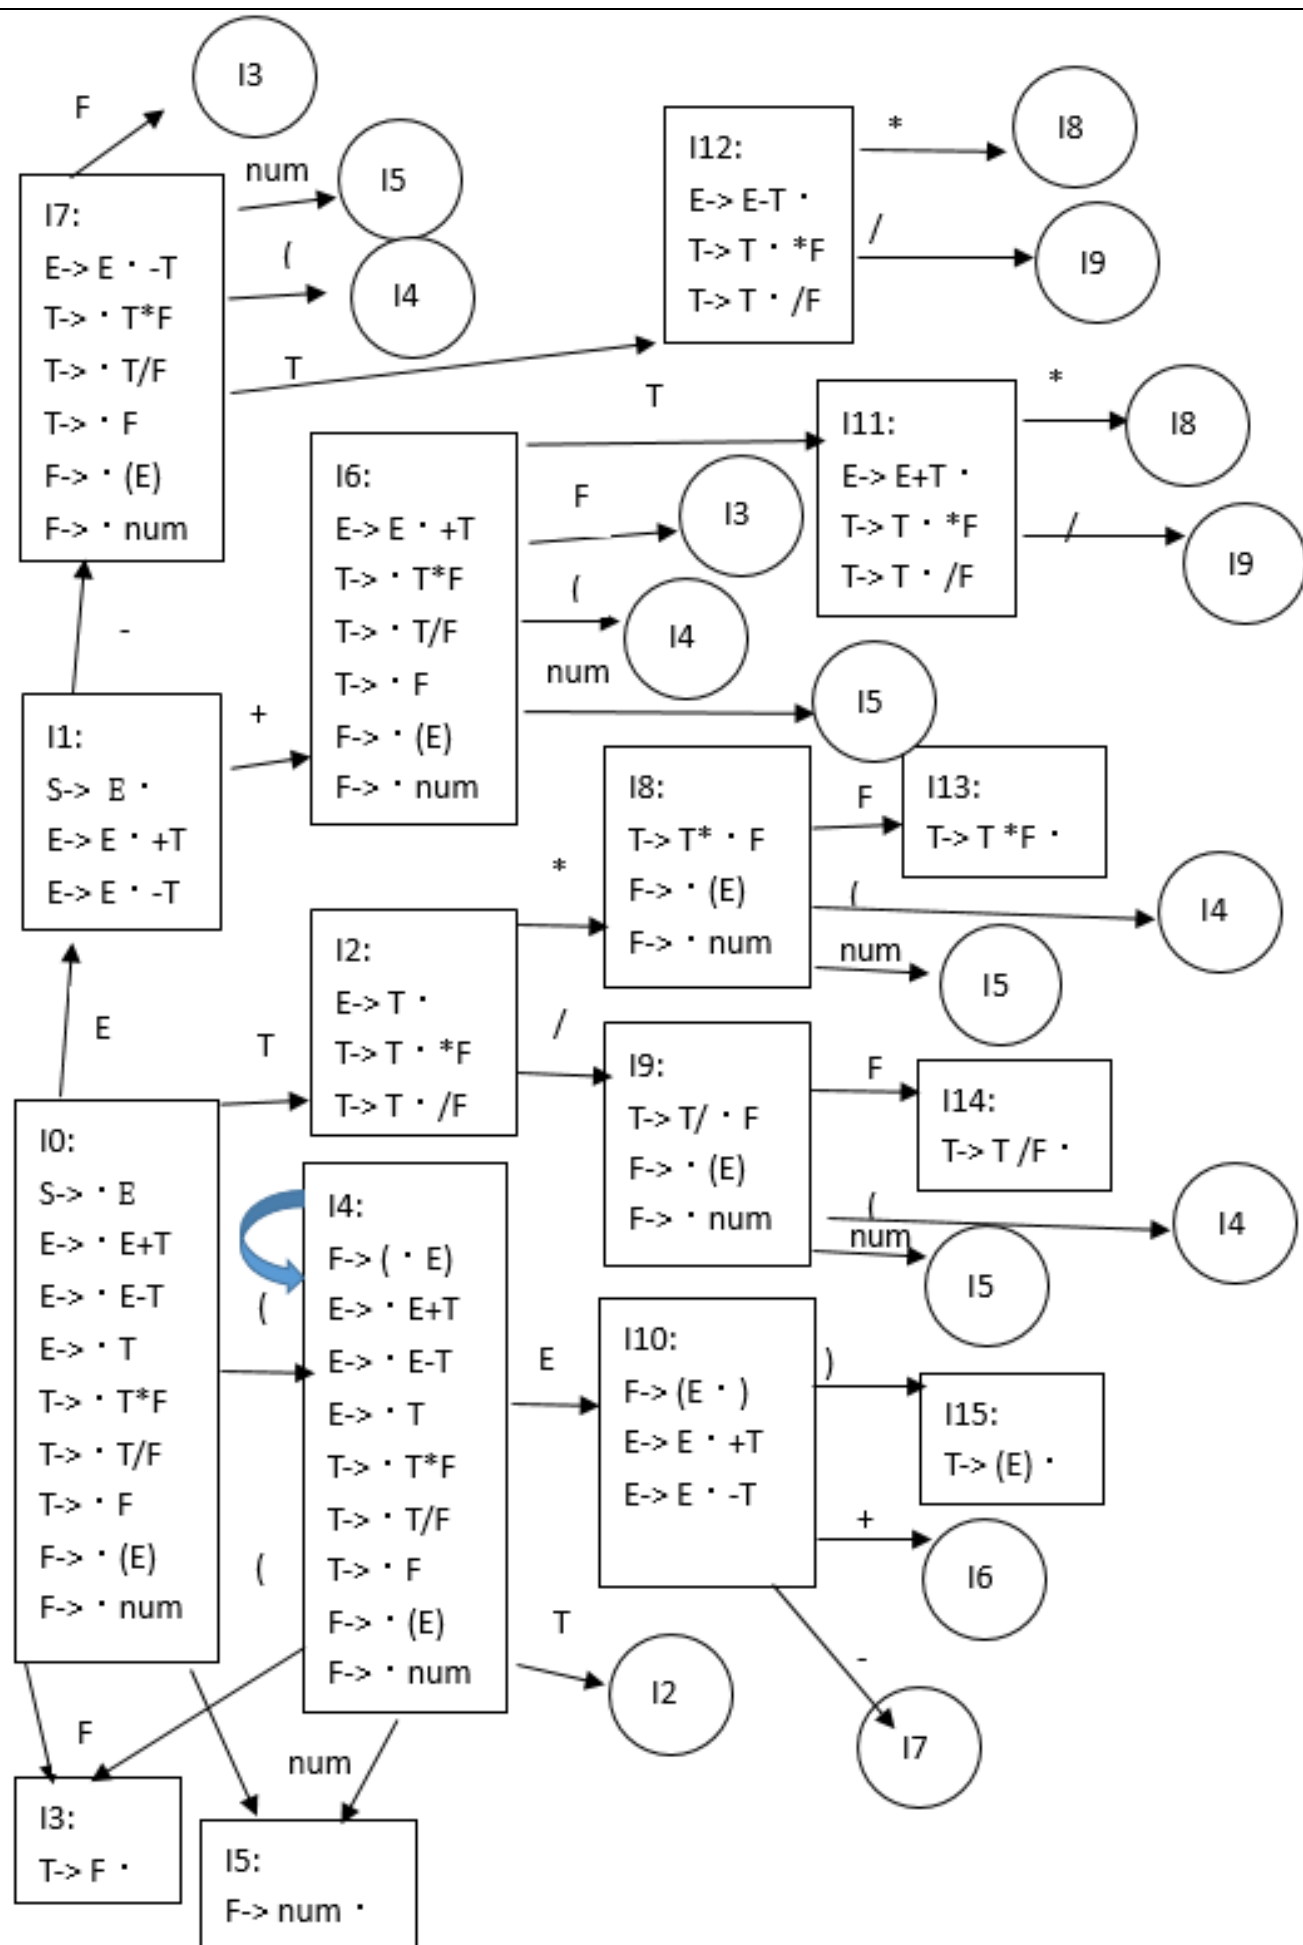 I3
F
num
I5
I7:
E-> E · -T
T-> · T*F
T-> · T/F
T-> · F
F-> · (E)
F-> · num
(
I4
T
I12:
E-> E-T ·
T-> T · *F
T-> T · /F
*
I8
/
I9
T
I11:
E-> E+T ·
T-> T · *F
T-> T · /F
*
I8
/
I9
I6:
E-> E · +T
T-> · T*F
T-> · T/F
T-> · F
F-> · (E)
F-> · num
F
I3
(
I4
num
I5
-
+
I1:
S-> E ·
E-> E · +T
E-> E · -T
I8:
T-> T* · F
F-> · (E)
F-> · num
F
I13:
T-> T *F ·
(
I4
num
I5
*
I2:
E-> T ·
T-> T · *F
T-> T · /F
/
I9:
T-> T/ · F
F-> · (E)
F-> · num
F
I14:
T-> T /F ·
(
I4
num
I5
E
T
I0:
S-> · E
E-> · E+T
E-> · E-T
E-> · T
T-> · T*F
T-> · T/F
T-> · F
F-> · (E)
F-> · num
(
(
I4:
F-> ( · E)
E-> · E+T
E-> · E-T
E-> · T
T-> · T*F
T-> · T/F
T-> · F
F-> · (E)
F-> · num
E
I10:
F-> (E · )
E-> E · +T
E-> E · -T
)
I15:
T-> (E) ·
+
I6
-
I7
T
I2
F
num
I3:
T-> F ·
I5:
F-> num ·